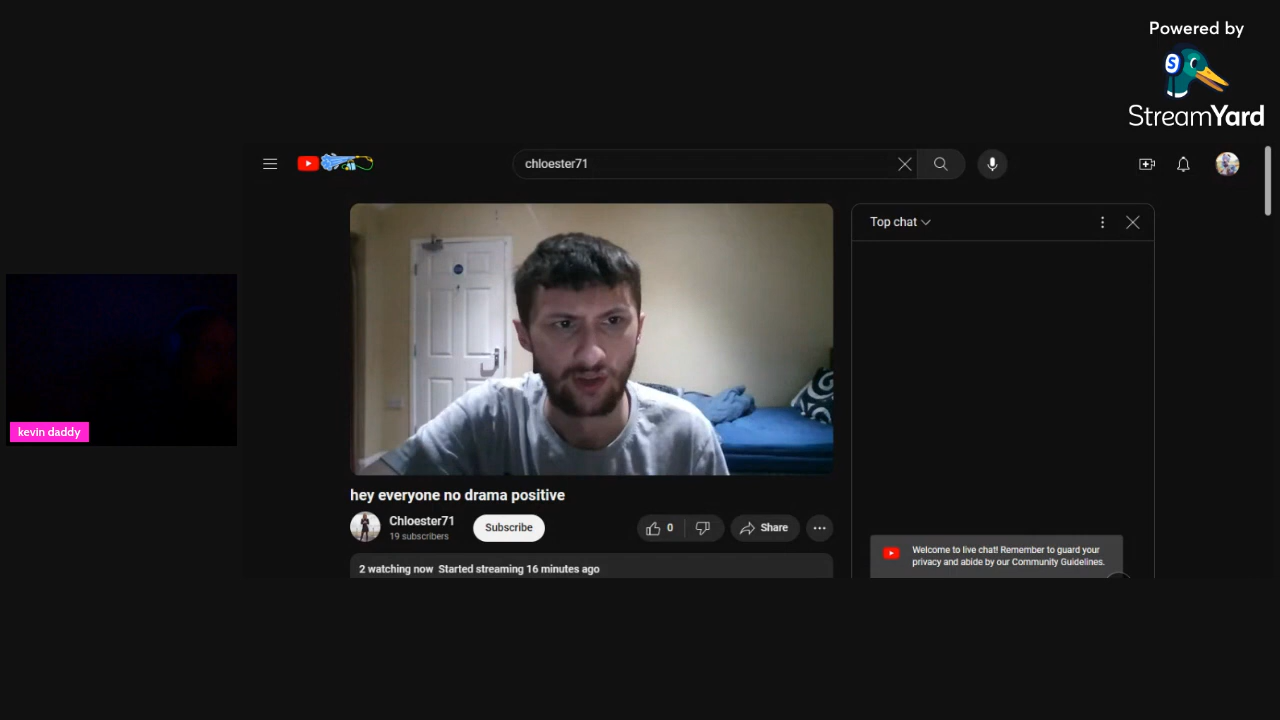 Powered by
StreamYard
chloester71
Top chat
kevin daddy
hey everyone no drama positive
Chloester71
19 subscribers
Subscribe
0
Share
2 watching now Started streaming 16 minutes ago
Welcome to live chat! Remember to guard your
privacy and abide by our Community Guidelines.